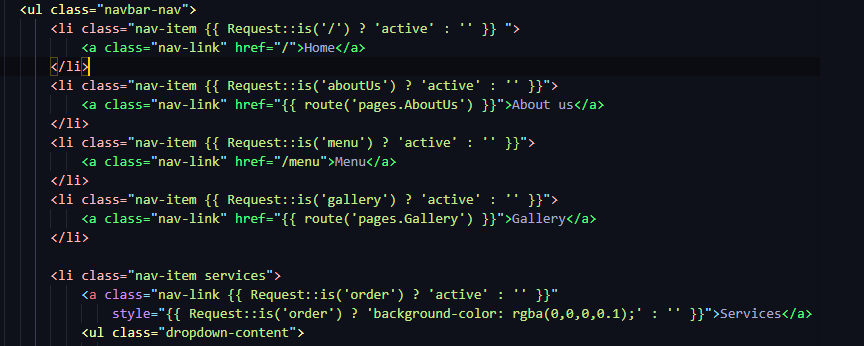 <ul class="navbar-nav">
<li class="nav-item {{ Request::is('/') ? 'active' : '' }} ">
<a class="nav-link" href="/">Home</a>
</li>
<li class="nav-item {{ Request::is('aboutUs') ? 'active' : '' }}">
<a class="nav-link" href="{{ route('pages.AboutUs') }}">About us</a>
</li>
<li class="nav-item {{ Request::is('menu') ? 'active' : '' }}">
<a class="nav-link" href="/menu">Menu</a>
</li>
<li class="nav-item {{ Request::is('gallery') ? 'active' : '' }}">
<a class="nav-link" href="{{ route('pages.Gallery') }}">Gallery</a>
</li>
<li class="nav-item services">
<a class="nav-link {{ Request::is('order') ? 'active' : '' }}"
style="{{ Request::is('order') ? 'background-color: rgba(0,0,0,0.1);' : '' }}">Services</a>
<ul class="dropdown-content">